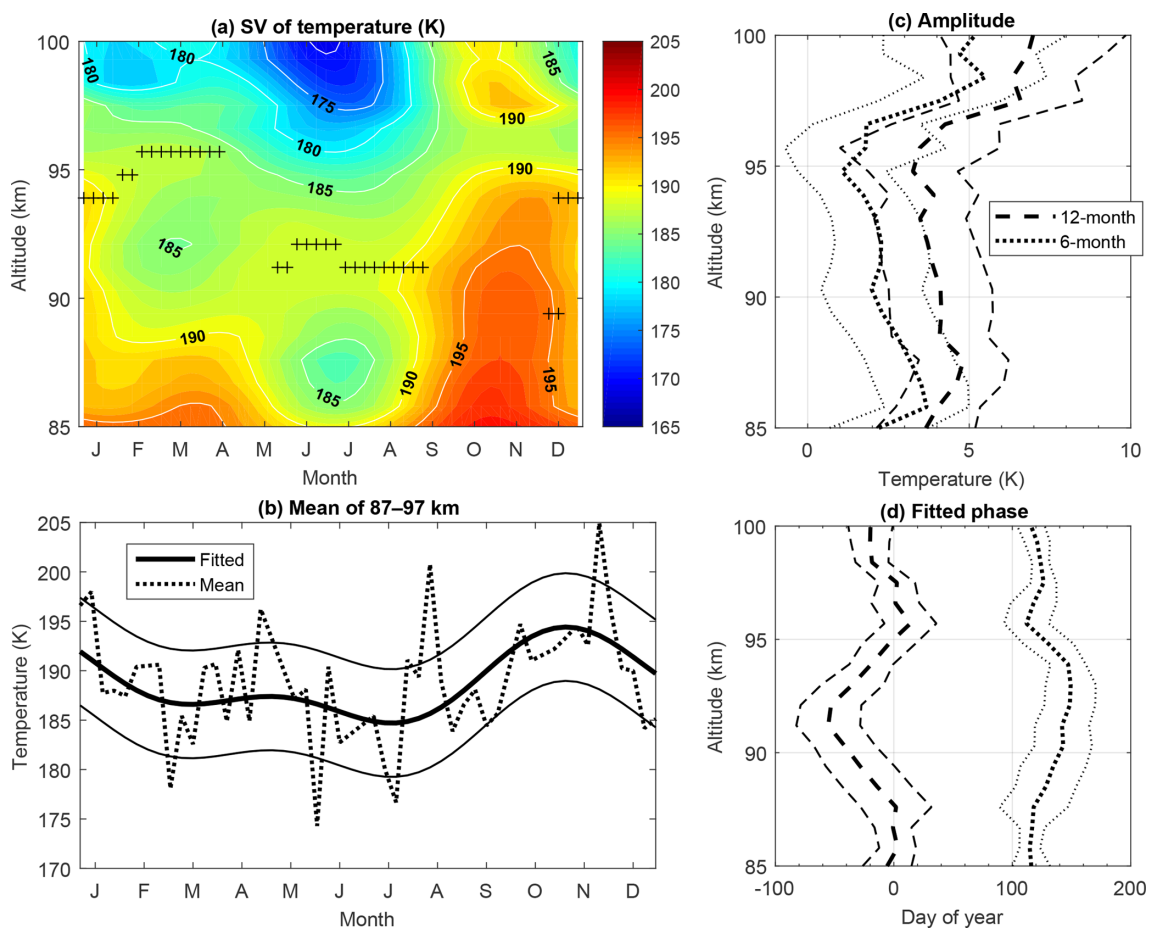 (a) SV of temperature (K)
100
95
90
85
Altitude (km)
180
180
175
180
185
190
190
185
185
190
185
190
195
195
J F M A M J J A S O N D
Month
205
200
195
190
185
180
175
170
165
(c) Amplitude
100
95
90
85
Altitude (km)
12-month
6-month
0 5 10
Temperature (K)
(b) Mean of 87–97 km
205
200
195
190
185
180
175
170
Temperature (K)
Fitted
Mean
J F M A M J J A S O N D
Month
(d) Fitted phase
100
95
90
85
Altitude (km)
-100 0 100 200
Day of year